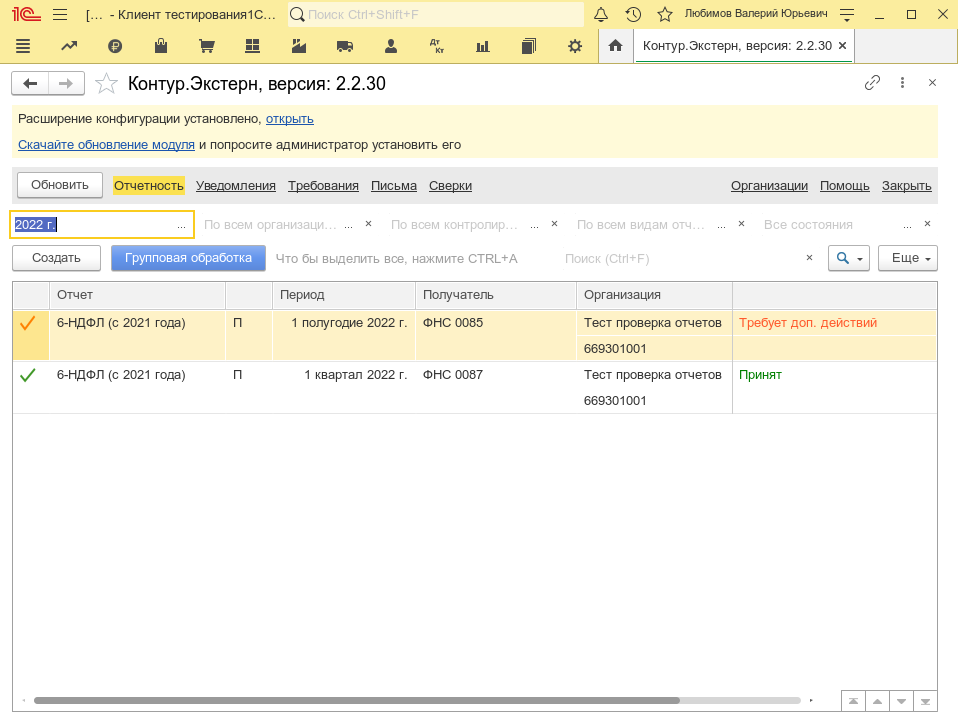 1С [... - Клиент тестирования1С... Поиск Ctrl+Shift+F Любимов Валерий Юрьевич
Дт Кт Контур.Экстерн, версия: 2.2.30 ×
Контур.Экстерн, версия: 2.2.30
Расширение конфигурации установлено, открыть
Скачайте обновление модуля и попросите администратор установить его
Обновить Отчетность Уведомления Требования Письма Сверки Организации Помощь Закрыть
2022 г. ... По всем организаци... ... × По всем контролир... ... × По всем видам отч... ... × Все состояния ... ×
Создать Групповая обработка Что бы выделить все, нажмите CTRL+A Поиск (Ctrl+F) × Еще
Отчет Период Получатель Организация
6-НДФЛ (с 2021 года) П 1 полугодие 2022 г. ФНС 0085 Тест проверка отчетов Требует доп. действий
669301001
6-НДФЛ (с 2021 года) П 1 квартал 2022 г. ФНС 0087 Тест проверка отчетов Принят
669301001